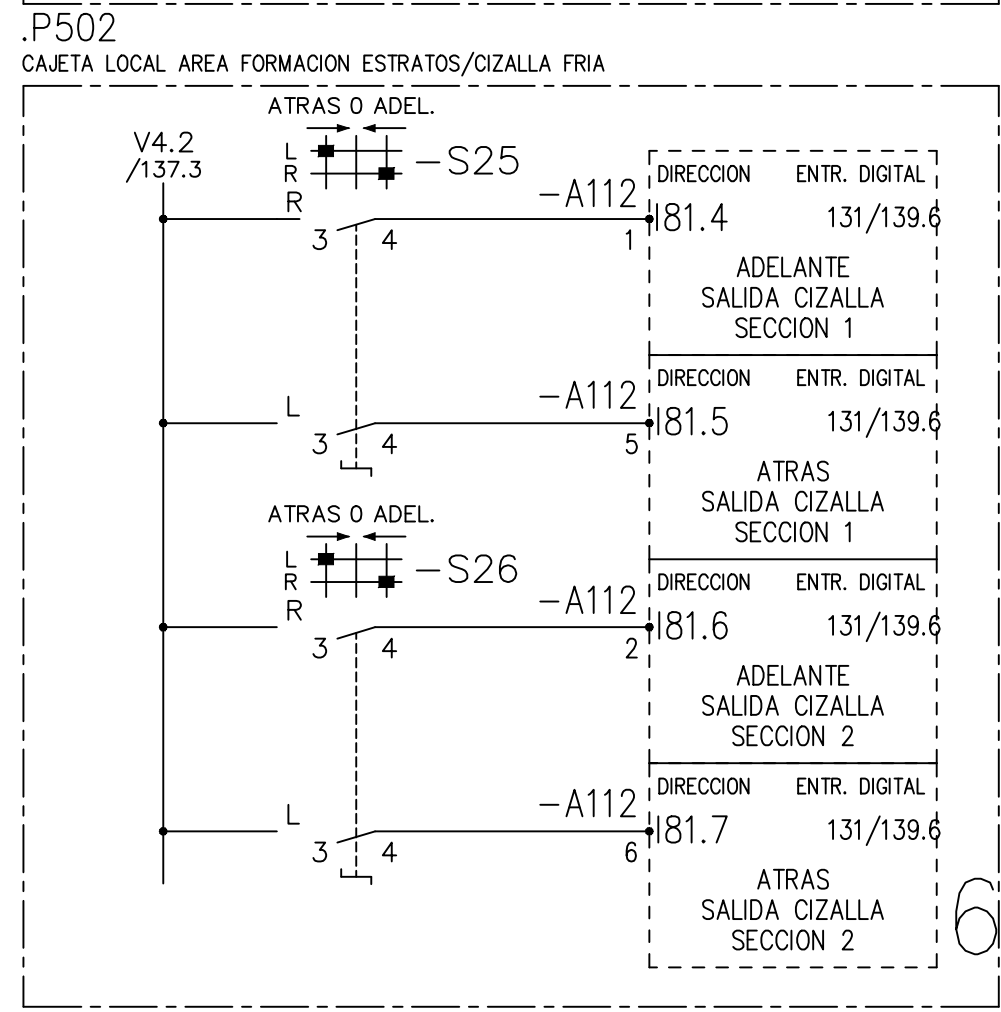 .P502
CAJETA LOCAL AREA FORMACION ESTRATOS/CIZALLA FRIA
ATRAS 0 ADEL.
V4.2
/137.3
L
R
-S25
R
3
4
-A112
1
DIRECCION ENTR. DIGITAL
I81.4 131/139.6
ADELANTE
SALIDA CIZALLA
SECCION 1
L
3
4
-A112
5
DIRECCION ENTR. DIGITAL
I81.5 131/139.6
ATRAS
SALIDA CIZALLA
SECCION 1
ATRAS 0 ADEL.
L
R
-S26
R
3
4
-A112
2
DIRECCION ENTR. DIGITAL
I81.6 131/139.6
ADELANTE
SALIDA CIZALLA
SECCION 2
L
3
4
-A112
6
DIRECCION ENTR. DIGITAL
I81.7 131/139.6
ATRAS
SALIDA CIZALLA
SECCION 2
6